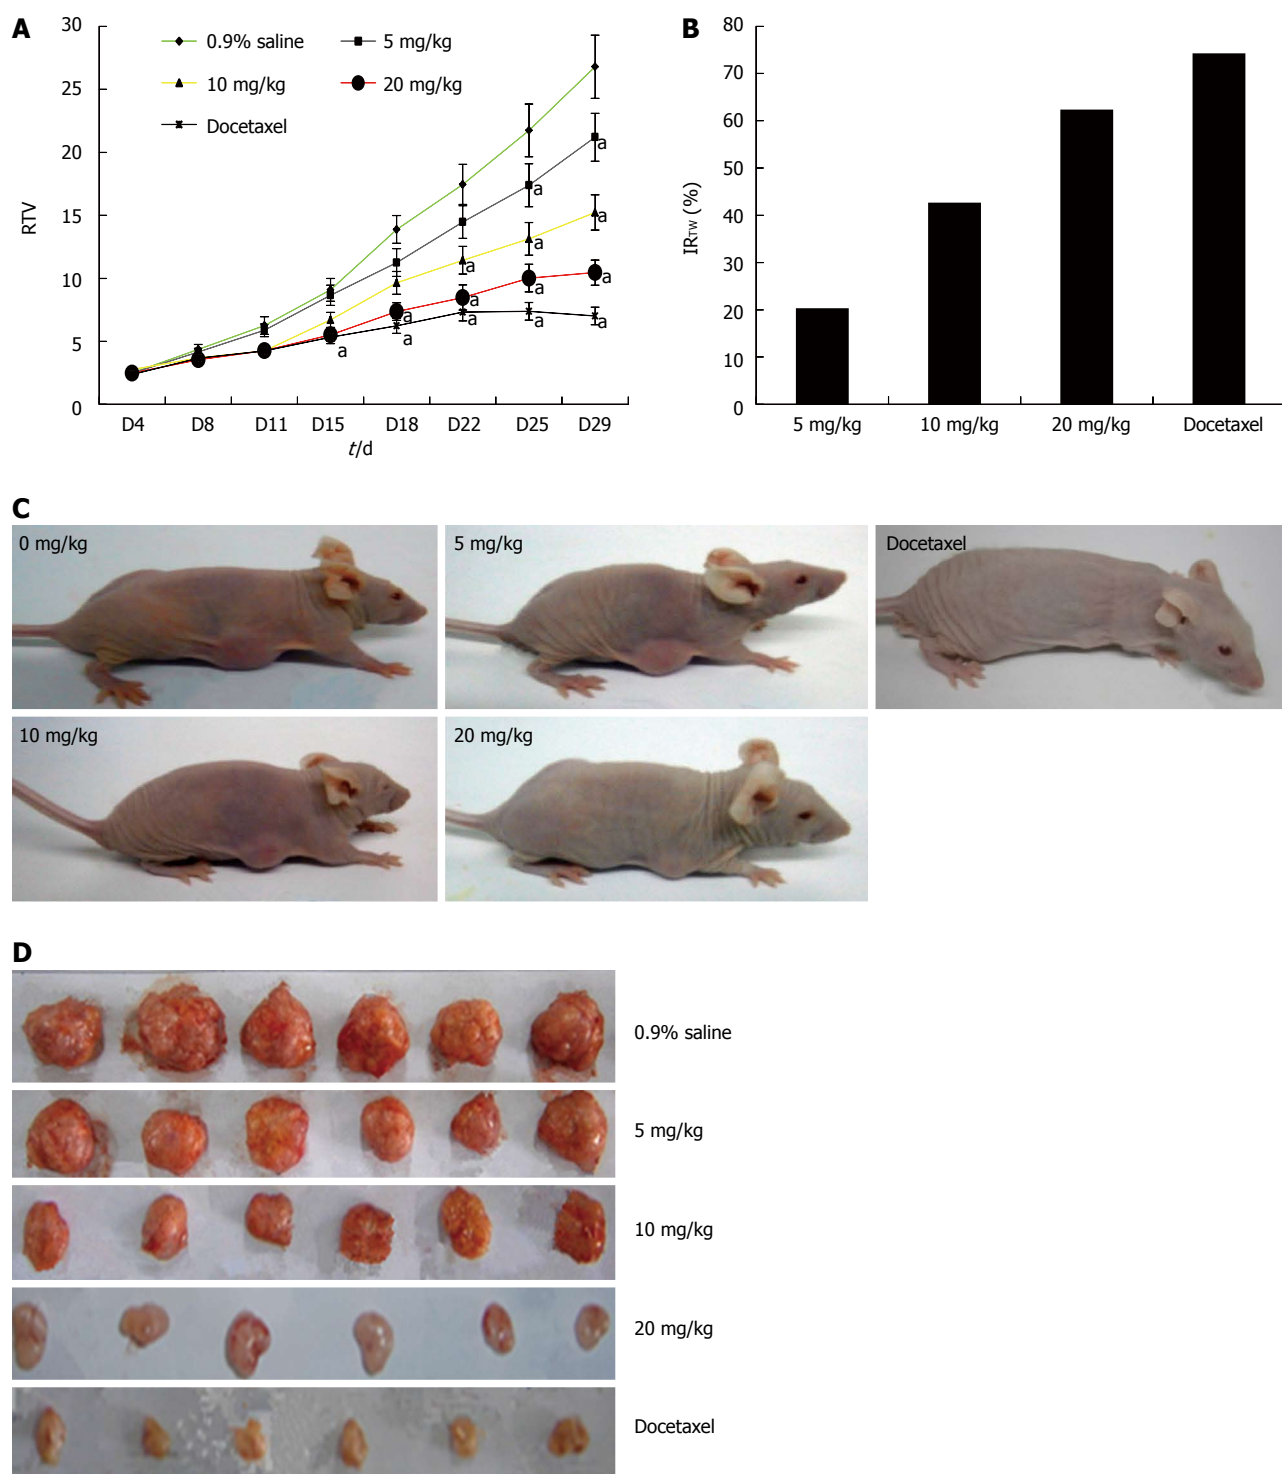 A
30
25
20
15
10
5
0
RTV
0.9% saline
5 mg/kg
10 mg/kg
20 mg/kg
Docetaxel
a
a
a
a
a
a
a
a
a
a
a
a
D4 D8 D11 D15 D18 D22 D25 D29
t/d
B
80
70
60
50
40
30
20
10
0
IRTW (%)
5 mg/kg 10 mg/kg 20 mg/kg Docetaxel
C
0 mg/kg
5 mg/kg
Docetaxel
10 mg/kg
20 mg/kg
D
0.9% saline
5 mg/kg
10 mg/kg
20 mg/kg
Docetaxel